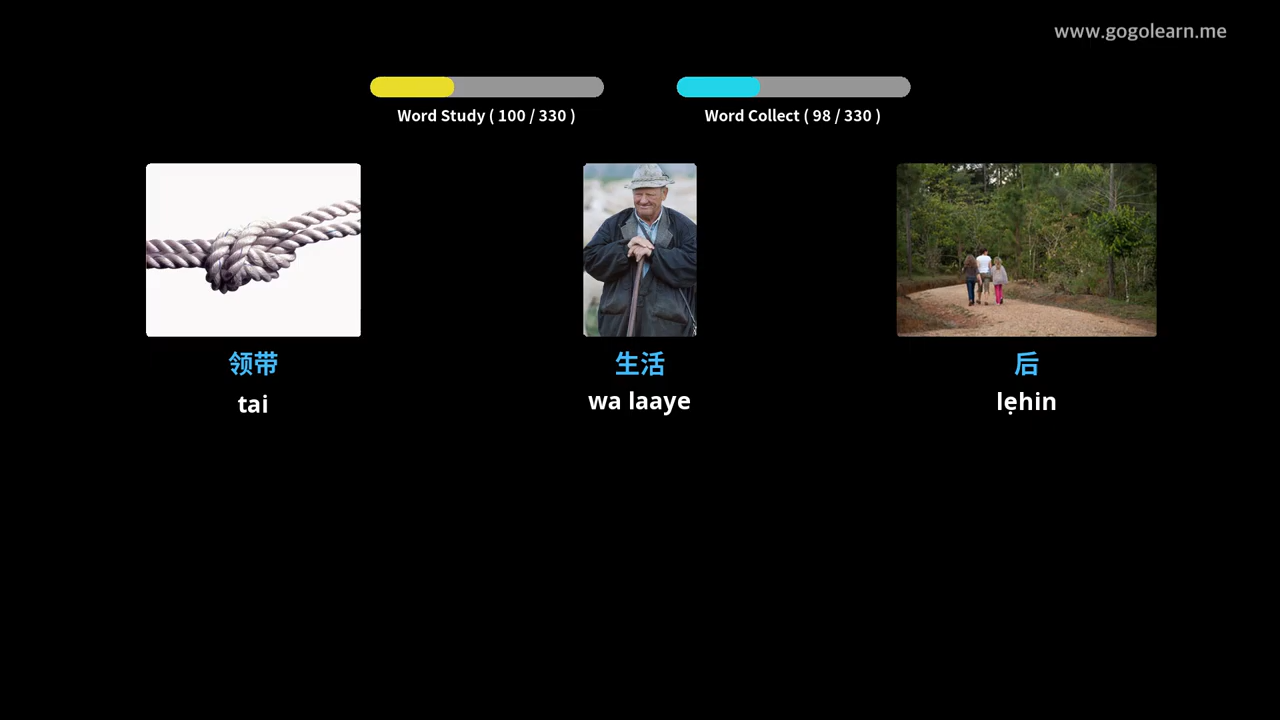 www.gogolearn.me
Word Study ( 100 / 330 )
Word Collect ( 98 / 330 )
领带
生活
后
tai
wa laaye
lẹhin